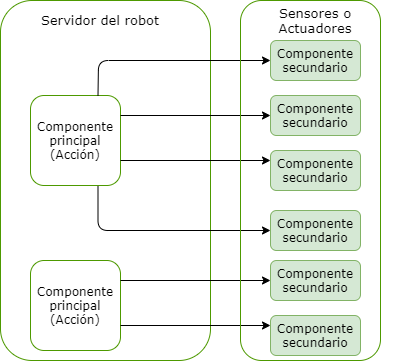 Servidor del robot
Sensores o
Actuadores
Componente
secundario
Componente
secundario
Componente
principal
(Acción)
Componente
secundario
Componente
secundario
Componente
secundario
Componente
principal
(Acción)
Componente
secundario